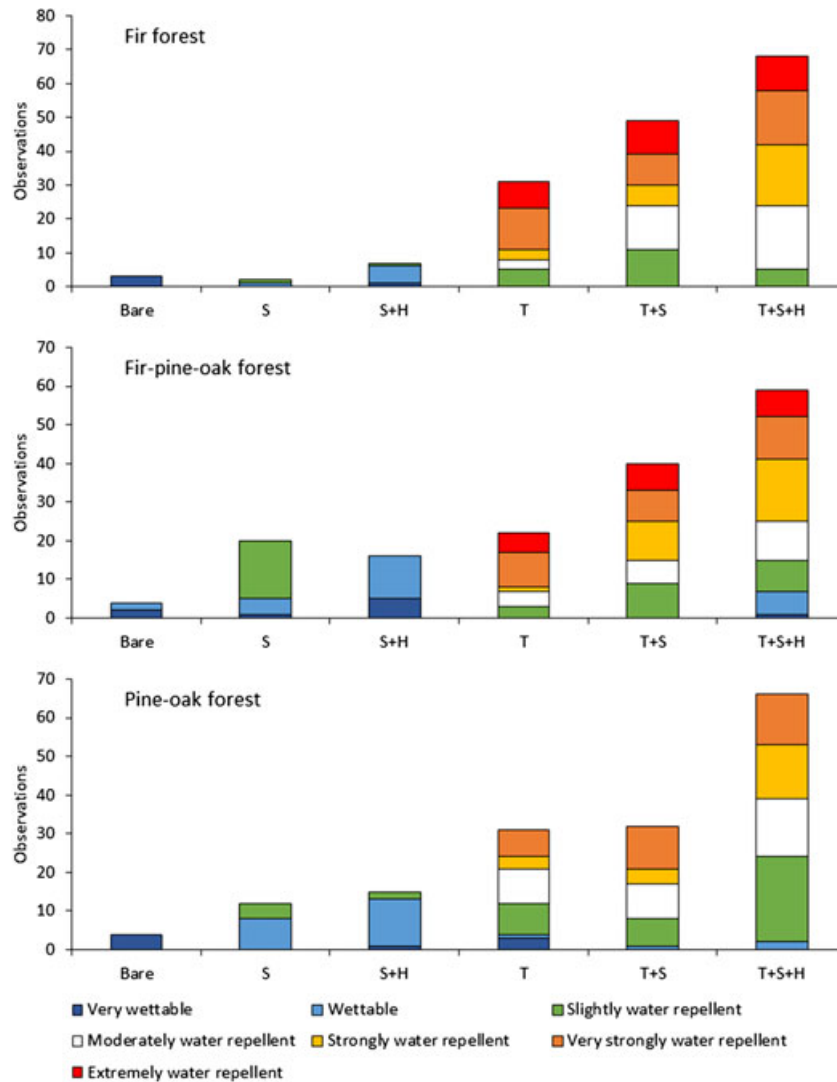 Fir forest
Observations
80
70
60
50
40
30
20
10
0
Bare S S+H T T+S T+S+H
Fir-pine-oak forest
Observations
70
60
50
40
30
20
10
0
Bare S S+H T T+S T+S+H
Pine-oak forest
Observations
70
60
50
40
30
20
10
0
Bare S S+H T T+S T+S+H
Very wettable Wettable Slightly water repellent
Moderately water repellent Strongly water repellent Very strongly water repellent
Extremely water repellent